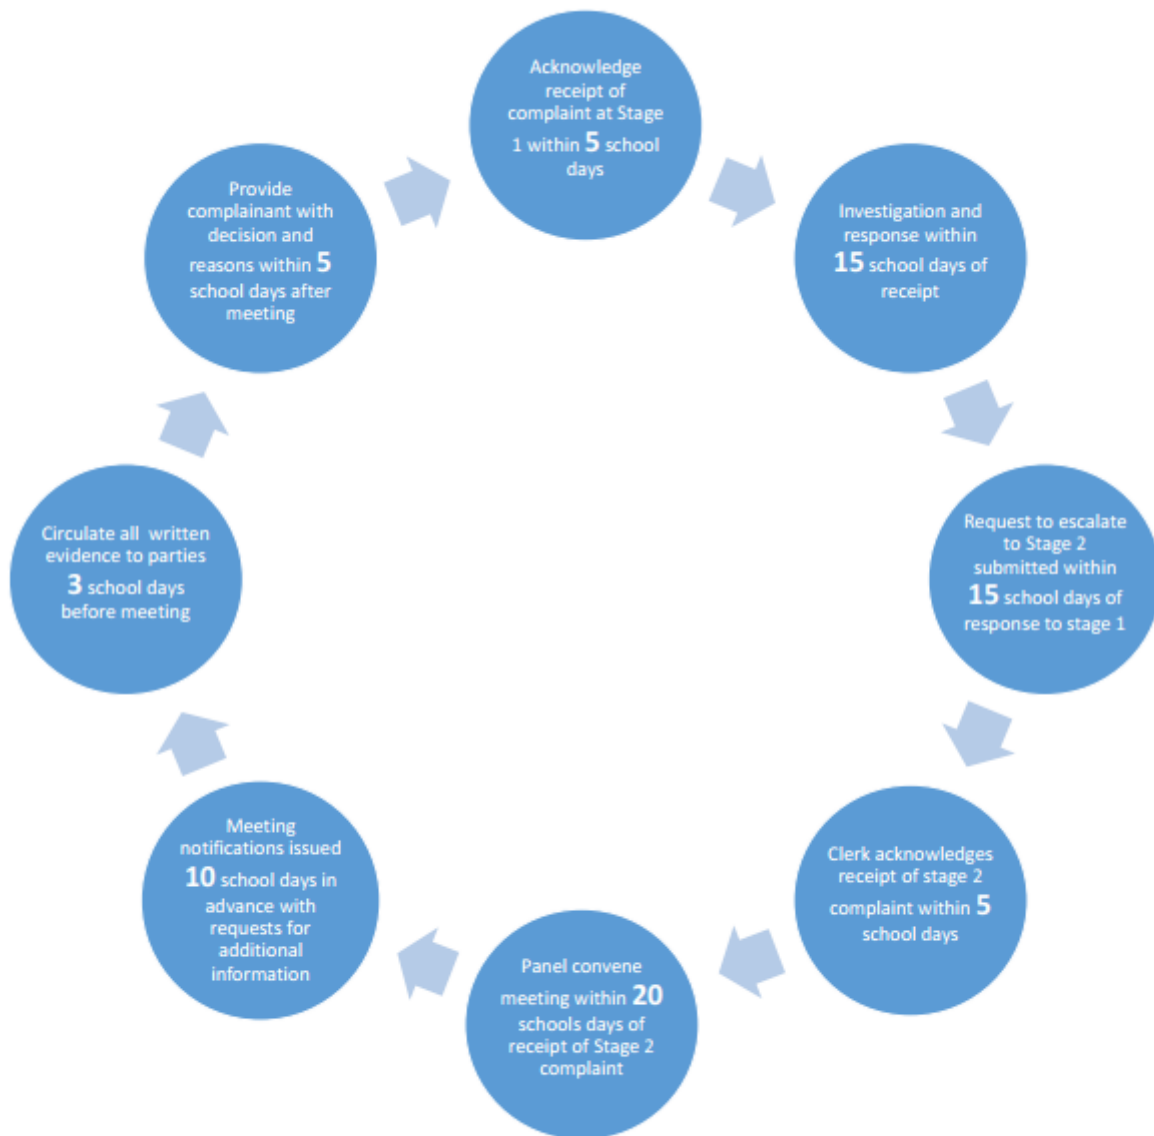 Acknowledge
receipt of
complaint at Stage
1 within 5 school
days
Investigation and
response within
15 school days of
receipt
Request to escalate
to Stage 2
submitted within
15 school days of
response to stage 1
Clerk acknowledges
receipt of stage 2
complaint within 5
school days
Panel convene
meeting within 20
schools days of
receipt of Stage 2
complaint
Meeting
notifications issued
10 school days in
advance with
requests for
additional
information
Circulate all written
evidence to parties
3 school days
before meeting
Provide
complainant with
decision and
reasons within 5
school days after
meeting